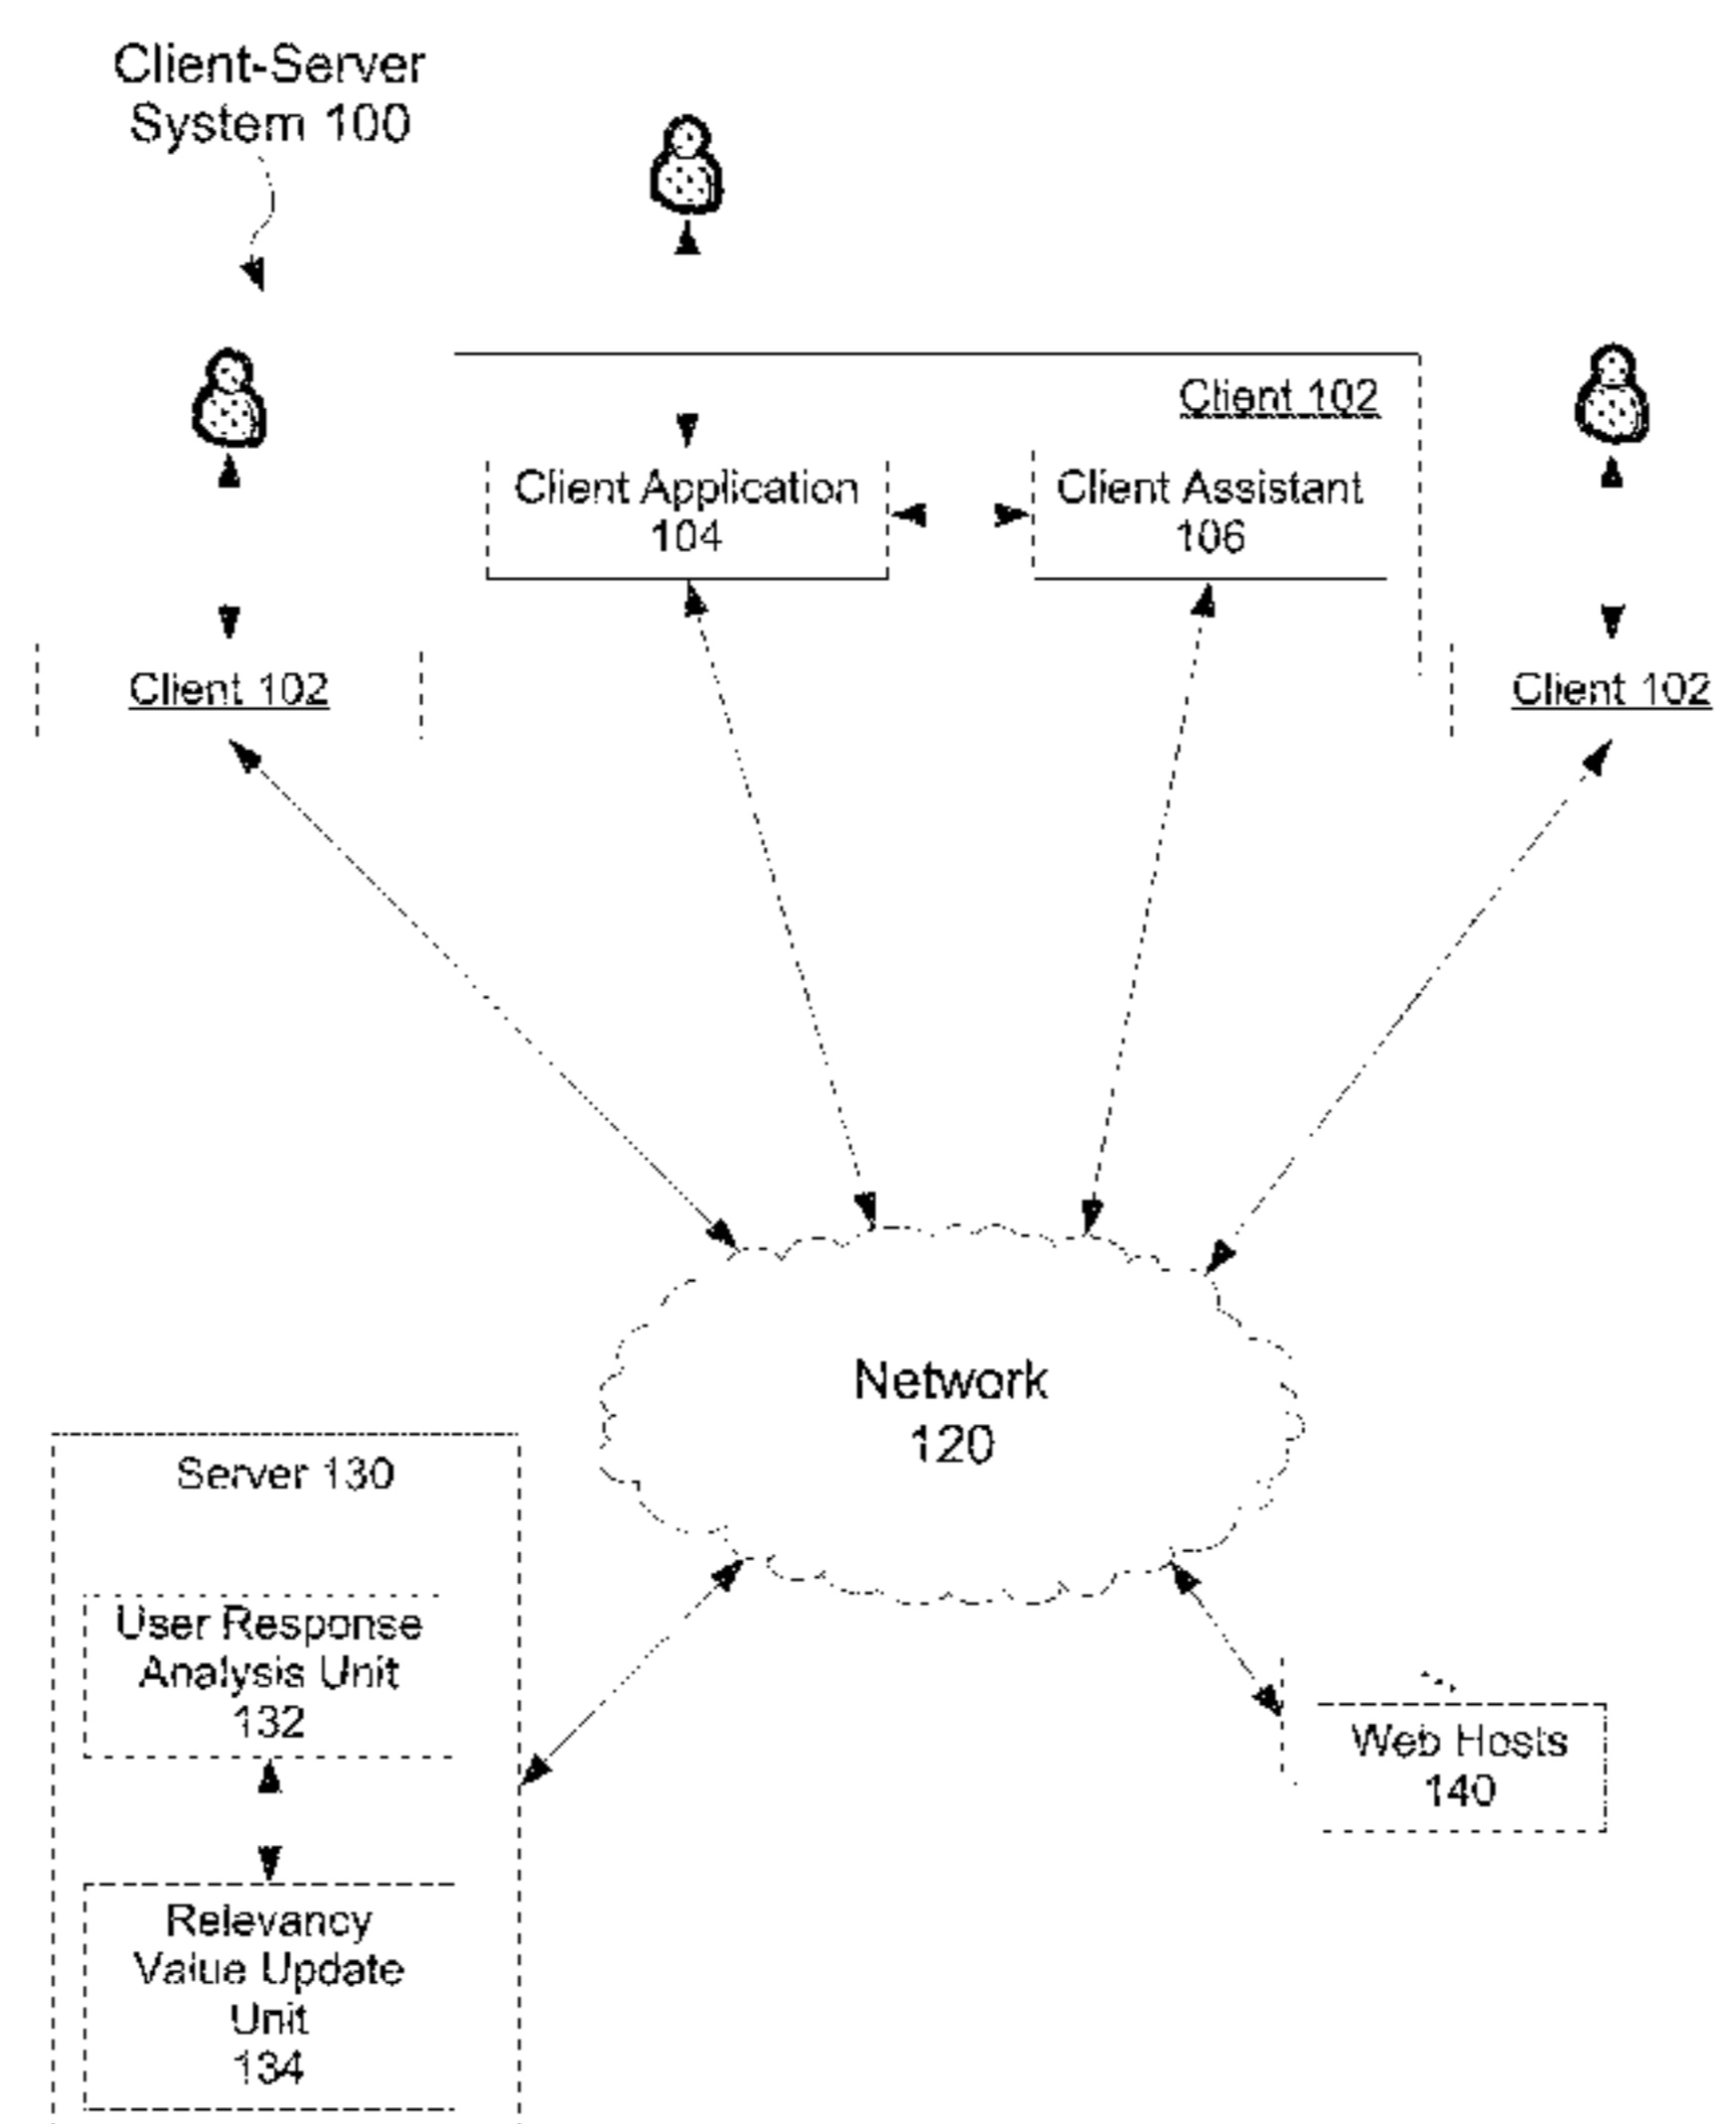 Client-Server
System 100
Client 102
Client Application
104
Client Assistant
106
Client 102
Client 102
Network
120
Server 130
User Response
Analysis Unit
132
Web Hosts
140
Relevancy
Value Update
Unit
134